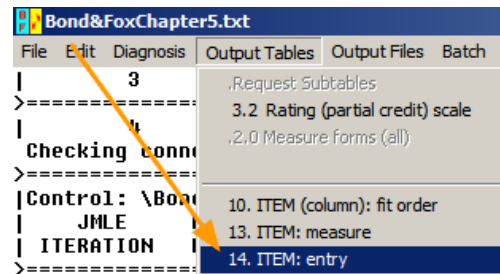 Bond&FoxChapter5.txt
File Edit Diagnosis Output Tables Output Files Batch
| 3
>==============
| 4
Checking conn
>==============
|Control: \Bon
| JMLE
| ITERATION
>==============
.Request Subtables
3.2 Rating (partial credit) scale
.2.0 Measure forms (all)
10. ITEM (column): fit order
13. ITEM: measure
14. ITEM: entry